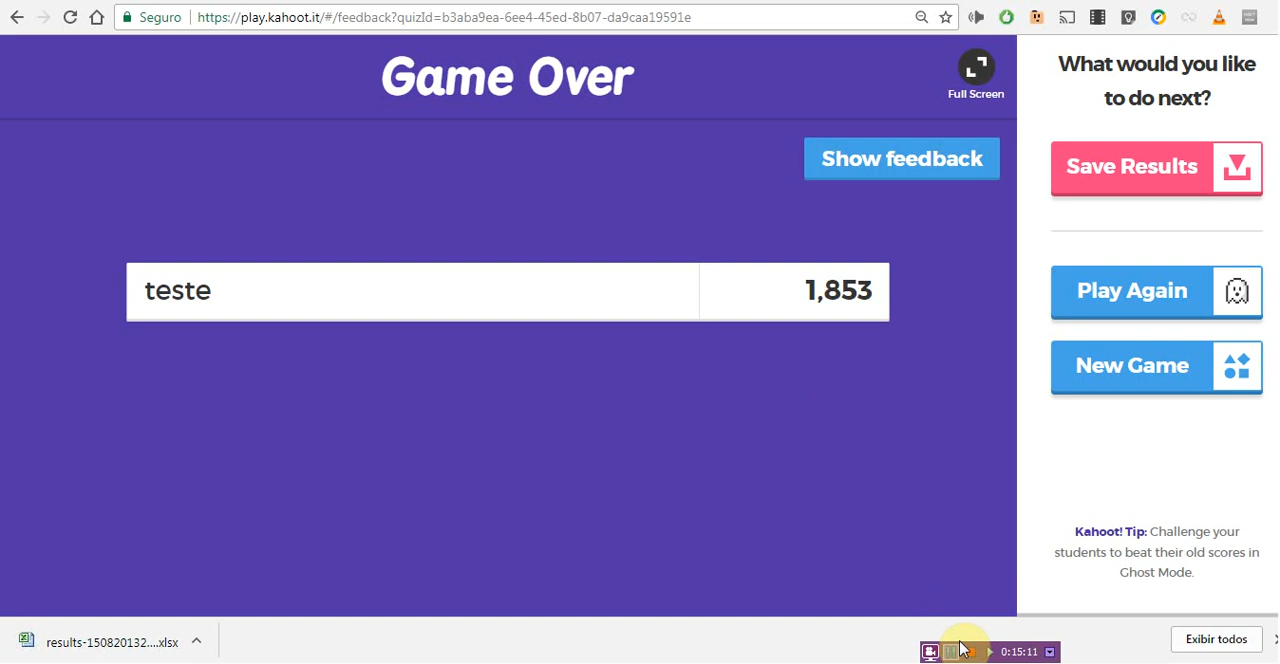 Seguro
https://play.kahoot.it/#/feedback?quizId=b3aba9ea-6ee4-45ed-8b07-da9caa19591e
Game Over
Full Screen
Show feedback
teste 1,853
What would you like
to do next?
Save Results
Play Again
New Game
Kahoot! Tip: Challenge your
students to beat their old scores in
Ghost Mode.
results-150820132....xlsx
0:15:11
Exibir todos